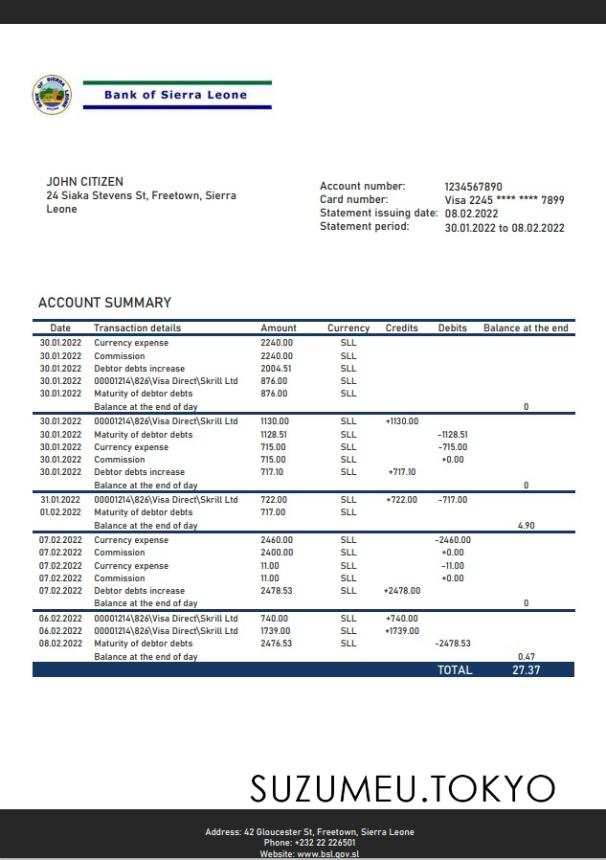 BANK OF SIERRA LEONE
Bank of Sierra Leone
JOHN CITIZEN
24 Siaka Stevens St, Freetown, Sierra
Leone
Account number: 1234567890
Card number: Visa 2245 **** **** 7899
Statement issuing date: 08.02.2022
Statement period: 30.01.2022 to 08.02.2022
ACCOUNT SUMMARY
Date Transaction details Amount Currency Credits Debits Balance at the end
30.01.2022 Currency expense 2240.00 SLL
30.01.2022 Commission 2240.00 SLL
30.01.2022 Debtor debts increase 2004.51 SLL
30.01.2022 00001214\826\Visa Direct\Skrill Ltd 876.00 SLL
30.01.2022 Maturity of debtor debts 876.00 SLL
Balance at the end of day 0
30.01.2022 00001214\826\Visa Direct\Skrill Ltd 1130.00 SLL +1130.00
30.01.2022 Maturity of debtor debts 1128.51 SLL -1128.51
30.01.2022 Currency expense 715.00 SLL -715.00
30.01.2022 Commission 715.00 SLL +0.00
30.01.2022 Debtor debts increase 717.10 SLL +717.10
Balance at the end of day 0
31.01.2022 00001214\826\Visa Direct\Skrill Ltd 722.00 SLL +722.00 -717.00
01.02.2022 Maturity of debtor debts 717.00 SLL
Balance at the end of day 4.90
07.02.2022 Currency expense 2460.00 SLL -2460.00
07.02.2022 Commission 2400.00 SLL +0.00
07.02.2022 Currency expense 11.00 SLL -11.00
07.02.2022 Commission 11.00 SLL +0.00
07.02.2022 Debtor debts increase 2478.53 SLL +2478.00
Balance at the end of day 0
06.02.2022 00001214\826\Visa Direct\Skrill Ltd 740.00 SLL +740.00
06.02.2022 00001214\826\Visa Direct\Skrill Ltd 1739.00 SLL +1739.00
08.02.2022 Maturity of debtor debts 2476.53 SLL -2478.53
Balance at the end of day 0.47
TOTAL 27.37
SUZUMEU.TOKYO
Address: 42 Gloucester St, Freetown, Sierra Leone
Phone: +232 22 226501
Website: www.bsl.gov.sl